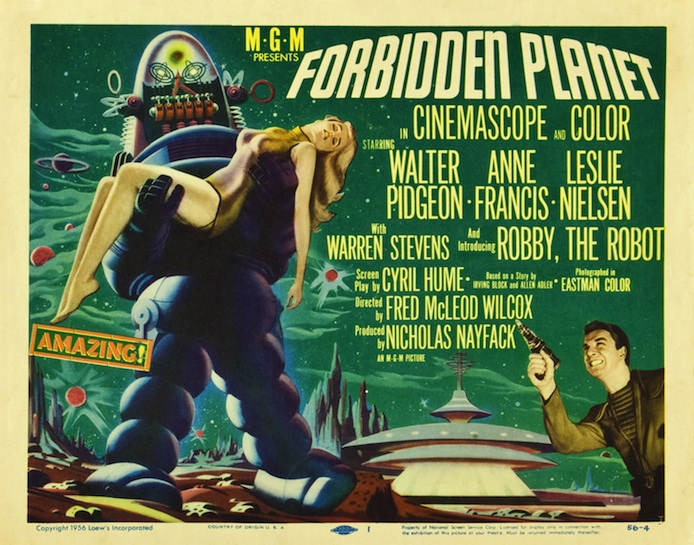 M·G·M
PRESENTS
FORBIDDEN PLANET
IN CINEMASCOPE AND COLOR
STARRING
WALTER PIDGEON · ANNE FRANCIS · LESLIE NIELSEN
With WARREN STEVENS And Introducing ROBBY, THE ROBOT
Screen Play by CYRIL HUME · Based on a Story by IRVING BLOCK and ALLEN ADLER · Photographed in EASTMAN COLOR
Directed by FRED McLEOD WILCOX
Produced by NICHOLAS NAYFACK
AN M-G-M PICTURE
AMAZING!
Copyright 1956 Loew's Incorporated
COUNTRY OF ORIGIN U. S. A.
1
Property of National Screen Service Corp. Licensed for display only in connection with
the exhibition of this picture at your theatre. Must be returned immediately thereafter.
56-4